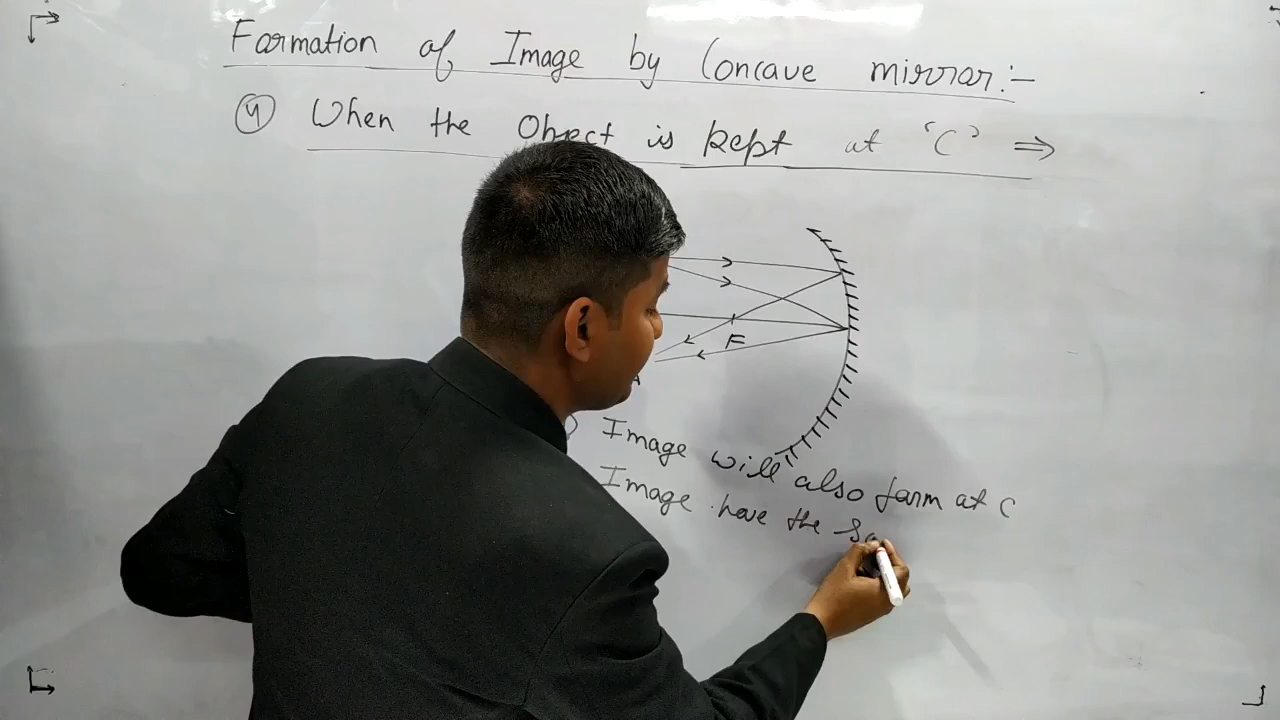 Formation of Image by Concave mirror:-
4 When the Object is kept at 'C' ⇒
F
A
Image will also form at C
Image have the Sa